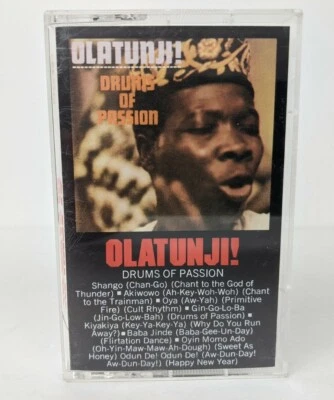 OLATUNJI!
DRUMS
OF
PASSION
OLATUNJI!
DRUMS OF PASSION
Shango (Chan-Go) (Chant to the God of
Thunder) ■ Akiwowo (Ah-Key-Woh-Woh) (Chant
to the Trainman) ■ Oya (Aw-Yah) (Primitive
Fire) (Cult Rhythm) ■ Gin-Go-Lo-Ba
(Jin-Go-Low-Bah) (Drums of Passion) ■
Kiyakiya (Key-Ya-Key-Ya) (Why Do You Run
Away?) ■ Baba Jinde (Baba-Gee-Un-Day)
(Flirtation Dance) ■ Oyin Momo Ado
(Oh-Yin-Maw-Maw-Ah-Dough) (Sweet As
Honey) Odun De! Odun De! (Aw-Dun-Day!
Aw-Dun-Day!) (Happy New Year)